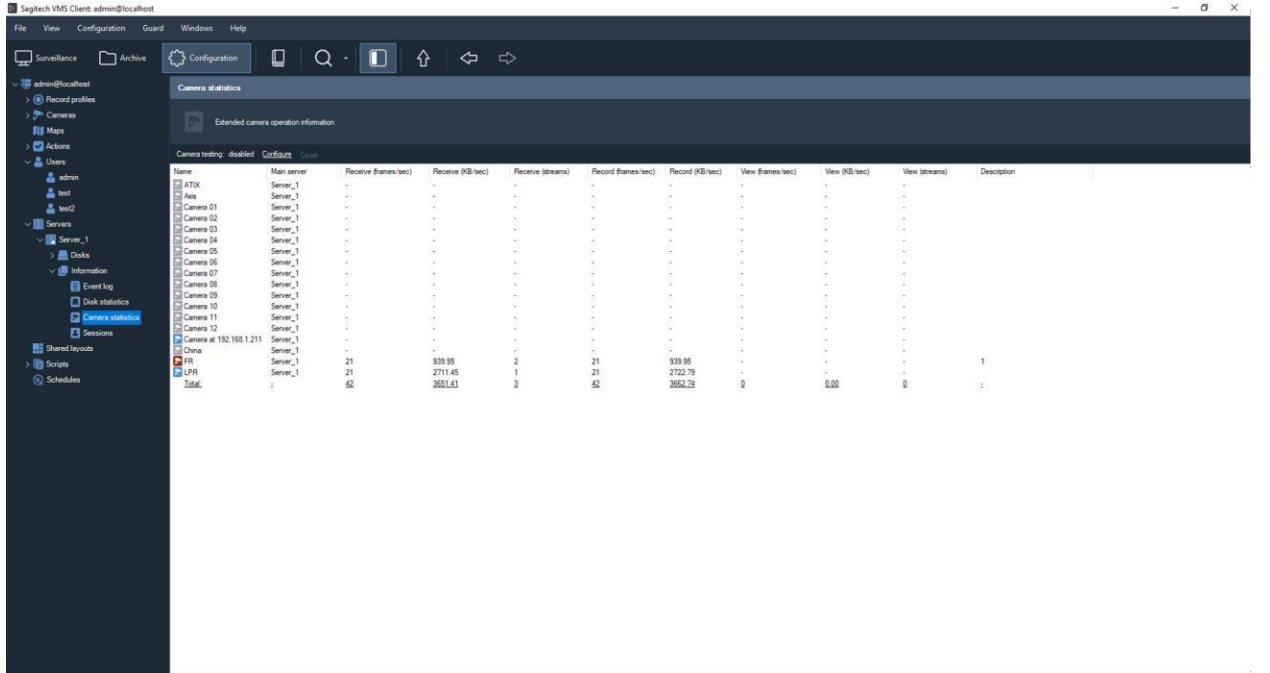 Sagitech VMS Client: admin@localhost
File View Configuration Guard Windows Help
Surveillance Archive Configuration
admin@localhost
Record profiles
Cameras
Maps
Actions
Users
admin
test
test2
Servers
Server_1
Disks
Information
Event log
Disk statistics
Camera statistics
Sessions
Shared layouts
Scripts
Schedules
Camera statistics
Extended camera operation information
Camera testing: disabled Configure Open
Name Main server Receive (frames/sec) Receive (KB/sec) Receive (streams) Record (frames/sec) Record (KB/sec) View (frames/sec) View (KB/sec) View (streams) Description
ATIX Server_1 - - - - - - - -
Axis Server_1 - - - - - - - -
Camera 01 Server_1 - - - - - - - -
Camera 02 Server_1 - - - - - - - -
Camera 03 Server_1 - - - - - - - -
Camera 04 Server_1 - - - - - - - -
Camera 05 Server_1 - - - - - - - -
Camera 06 Server_1 - - - - - - - -
Camera 07 Server_1 - - - - - - - -
Camera 08 Server_1 - - - - - - - -
Camera 09 Server_1 - - - - - - - -
Camera 10 Server_1 - - - - - - - -
Camera 11 Server_1 - - - - - - - -
Camera 12 Server_1 - - - - - - - -
Camera at 192.168.1.211 Server_1 - - - - - - - -
China Server_1 - - - - - - - -
FR Server_1 21 939.95 2 21 939.95 - - - 1
LPR Server_1 21 2711.45 1 21 2722.79 - - -
Total: - 42 3651.41 3 42 3662.74 0 0.00 0 -